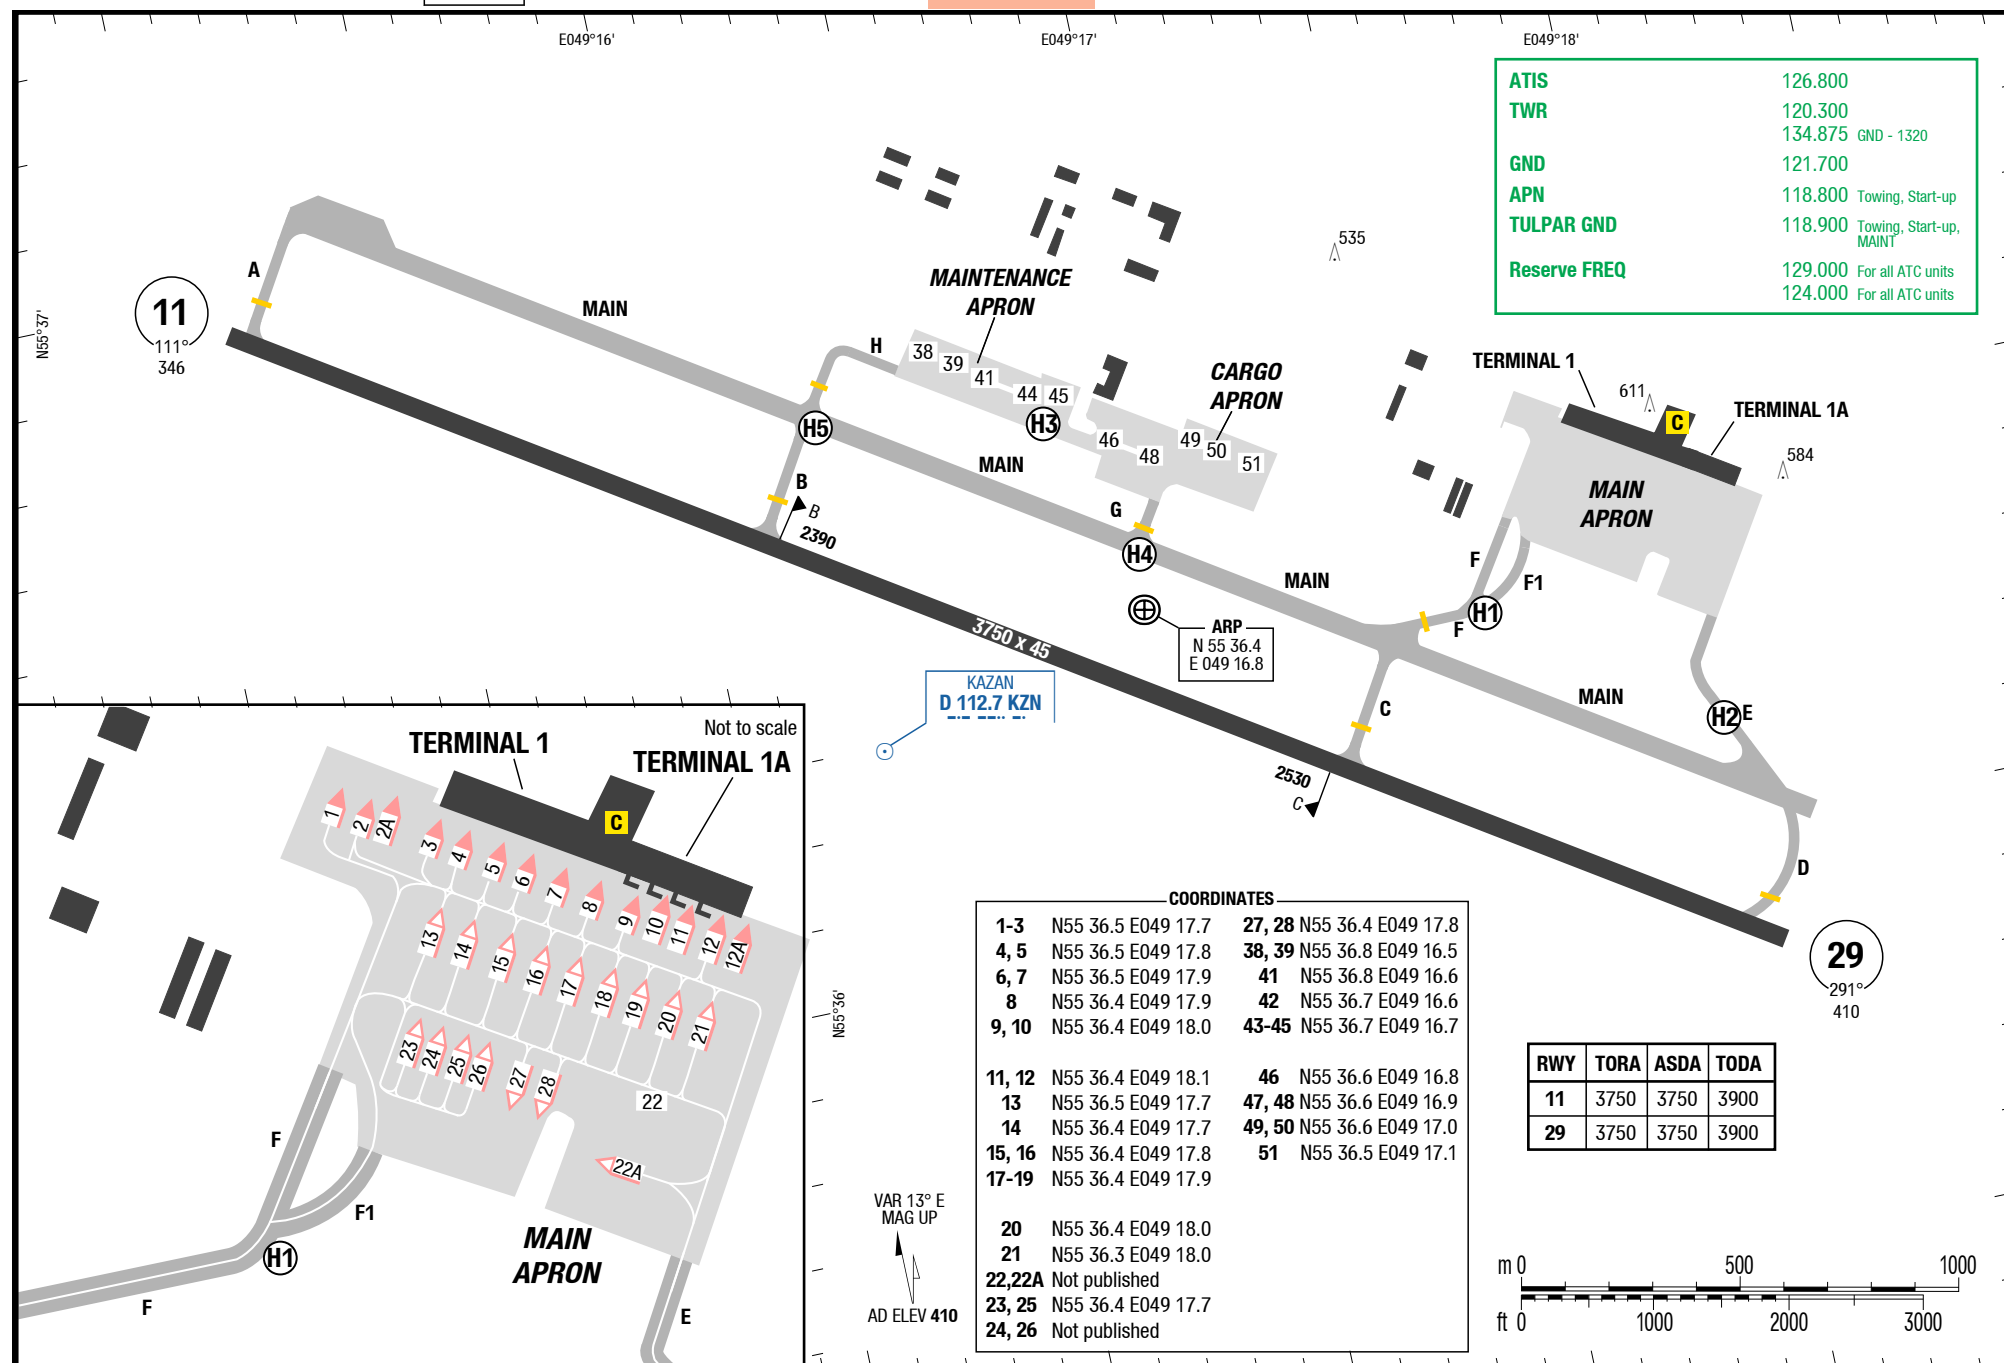 E049°16'
E049°17'
E049°18'
ATIS 126.800
TWR 120.300
134.875 GND - 1320
GND 121.700
APN 118.800 Towing, Start-up
TULPAR GND 118.900 Towing, Start-up,
MAINT
Reserve FREQ 129.000 For all ATC units
124.000 For all ATC units
N55°37'
11
111°
346
A
MAIN
MAINTENANCE
APRON
535
H
38
39
41
44
45
H3
CARGO
APRON
46
48
49
50
51
TERMINAL 1
611
C
TERMINAL 1A
584
MAIN
APRON
H5
MAIN
B
B
2390
G
H4
MAIN
F
F1
H1
F
ARP
N 55 36.4
E 049 16.8
3750 x 45
KAZAN
D 112.7 KZN
C
MAIN
H2
E
2530
C
D
29
291°
410
Not to scale
TERMINAL 1
TERMINAL 1A
C
1
2
2A
3
4
5
6
7
8
9
10
11
12
12A
13
14
15
16
17
18
19
20
21
23
24
25
26
27
28
22
22A
F
F1
H1
F
MAIN
APRON
E
N55°36'
VAR 13° E
MAG UP
AD ELEV 410
COORDINATES
1-3 N55 36.5 E049 17.7 27, 28 N55 36.4 E049 17.8
4, 5 N55 36.5 E049 17.8 38, 39 N55 36.8 E049 16.5
6, 7 N55 36.5 E049 17.9 41 N55 36.8 E049 16.6
8 N55 36.4 E049 17.9 42 N55 36.7 E049 16.6
9, 10 N55 36.4 E049 18.0 43-45 N55 36.7 E049 16.7
11, 12 N55 36.4 E049 18.1 46 N55 36.6 E049 16.8
13 N55 36.5 E049 17.7 47, 48 N55 36.6 E049 16.9
14 N55 36.4 E049 17.7 49, 50 N55 36.6 E049 17.0
15, 16 N55 36.4 E049 17.8 51 N55 36.5 E049 17.1
17-19 N55 36.4 E049 17.9
20 N55 36.4 E049 18.0
21 N55 36.3 E049 18.0
22,22A Not published
23, 25 N55 36.4 E049 17.7
24, 26 Not published
RWY TORA ASDA TODA
11 3750 3750 3900
29 3750 3750 3900
m 0 500 1000
ft 0 1000 2000 3000